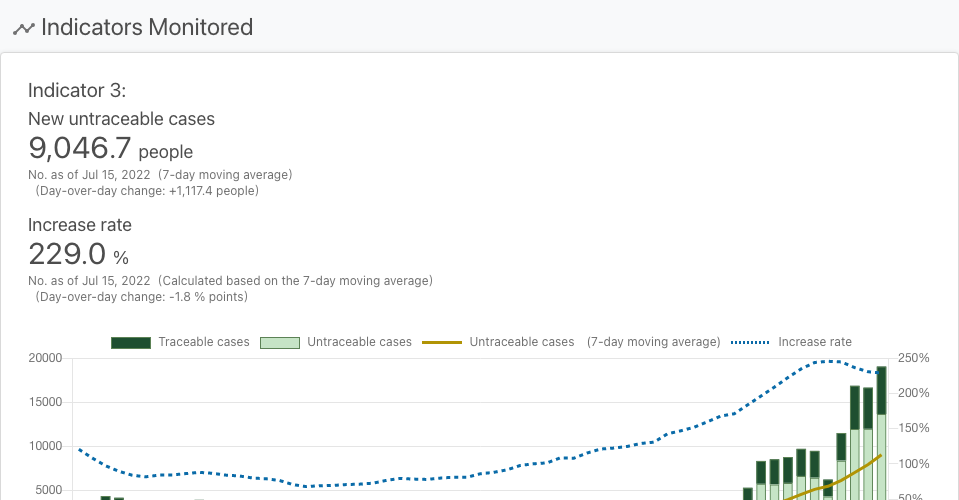 Indicators Monitored
Indicator 3:
New untraceable cases
9,046.7 people
No. as of Jul 15, 2022 (7-day moving average)
(Day-over-day change: +1,117.4 people)
Increase rate
229.0 %
No. as of Jul 15, 2022 (Calculated based on the 7-day moving average)
(Day-over-day change: -1.8 % points)
Traceable cases Untraceable cases Untraceable cases (7-day moving average) Increase rate
20000 250%
200%
15000
150%
10000
100%
5000
50%